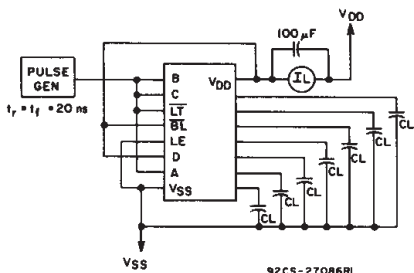 100 µF
VDD
PULSE
GEN
tr = tf = 20 ns
B
C
LT
BL
LE
D
A
VSS
VDD
IL
CL
CL
CL
CL
CL
CL
CL
VSS
92CS-27086RI